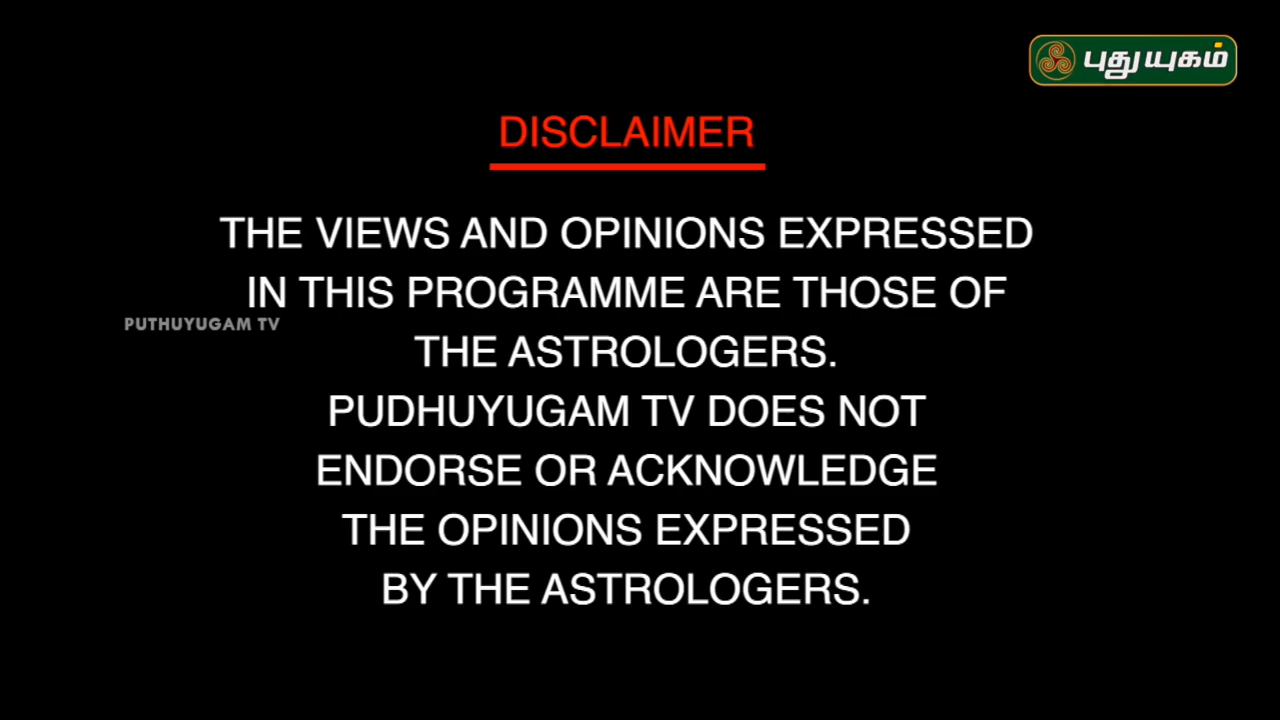 புதுயுகம்
DISCLAIMER
THE VIEWS AND OPINIONS EXPRESSED
IN THIS PROGRAMME ARE THOSE OF
PUTHUYUGAM TV
THE ASTROLOGERS.
PUDHUYUGAM TV DOES NOT
ENDORSE OR ACKNOWLEDGE
THE OPINIONS EXPRESSED
BY THE ASTROLOGERS.